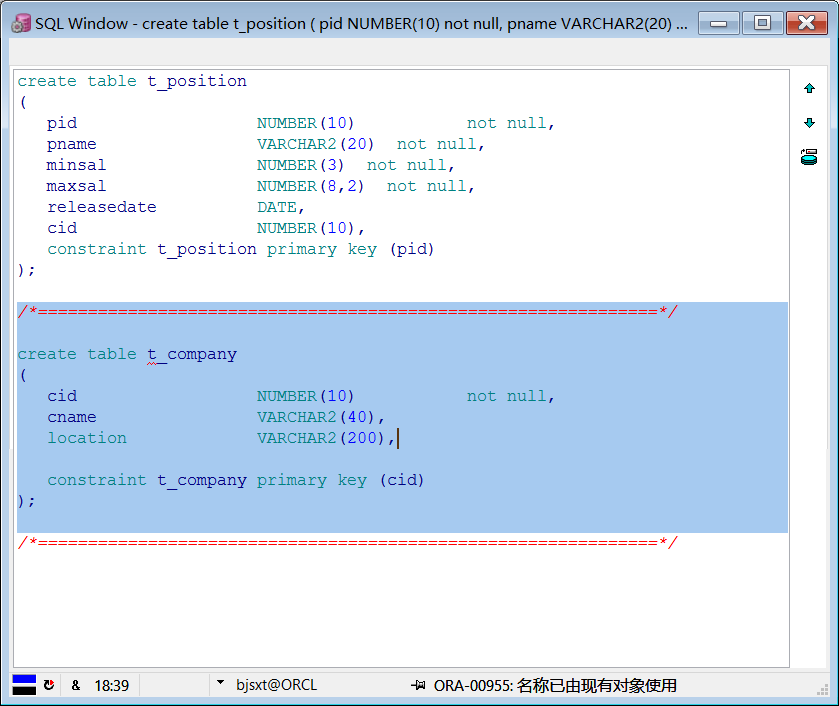 SQL Window - create table t_position ( pid NUMBER(10) not null, pname VARCHAR2(20) ...
create table t_position
(
   pid                  NUMBER(10)           not null,
   pname                VARCHAR2(20)  not null,
   minsal               NUMBER(3)  not null,
   maxsal               NUMBER(8,2)  not null,
   releasedate          DATE,
   cid                  NUMBER(10),
   constraint t_position primary key (pid)
);
/*==============================================================*/
create table t_company
(
   cid                  NUMBER(10)           not null,
   cname                VARCHAR2(40),
   location             VARCHAR2(200),
   constraint t_company primary key (cid)
);
/*==============================================================*/
& 18:39 bjsxt@ORCL ORA-00955: 名称已由现有对象使用